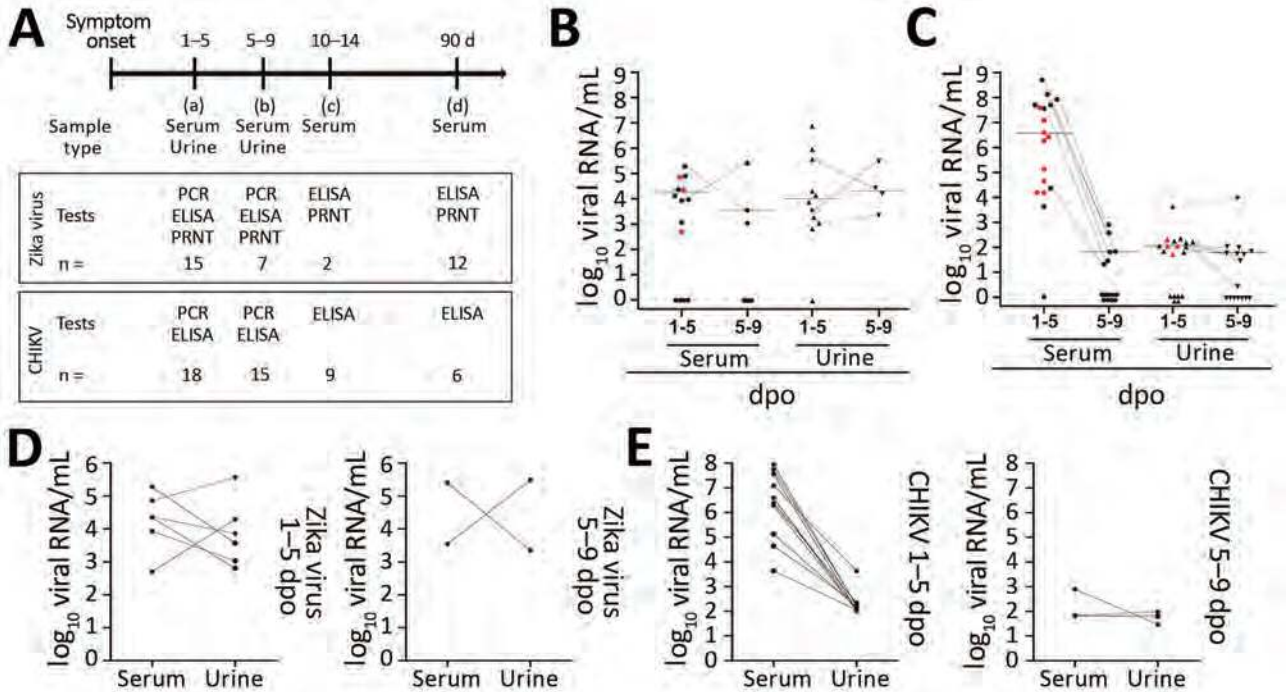 A
Symptom
onset
1–5
5–9
10–14
90 d
(a)
(b)
(c)
(d)
Sample
type
Serum
Urine
Serum
Urine
Serum
Serum
Zika virus
Tests
PCR
ELISA
PRNT
PCR
ELISA
PRNT
ELISA
PRNT
ELISA
PRNT
n =
15
7
2
12
CHIKV
Tests
PCR
ELISA
PCR
ELISA
ELISA
ELISA
n =
18
15
9
6
B
log10 viral RNA/mL
9
8
7
6
5
4
3
2
1
0
1-5
5-9
1-5
5-9
Serum
Urine
dpo
C
log10 viral RNA/mL
9
8
7
6
5
4
3
2
1
0
1-5
5-9
1-5
5-9
Serum
Urine
dpo
D
log10 viral RNA/mL
6
5
4
3
2
1
0
Serum
Urine
Zika virus
1–5 dpo
log10 viral RNA/mL
6
5
4
3
2
1
0
Serum
Urine
Zika virus
5–9 dpo
E
log10 viral RNA/mL
8
7
6
5
4
3
2
1
0
Serum
Urine
CHIKV 1–5 dpo
log10 viral RNA/mL
8
7
6
5
4
3
2
1
0
Serum
Urine
CHIKV 5–9 dpo